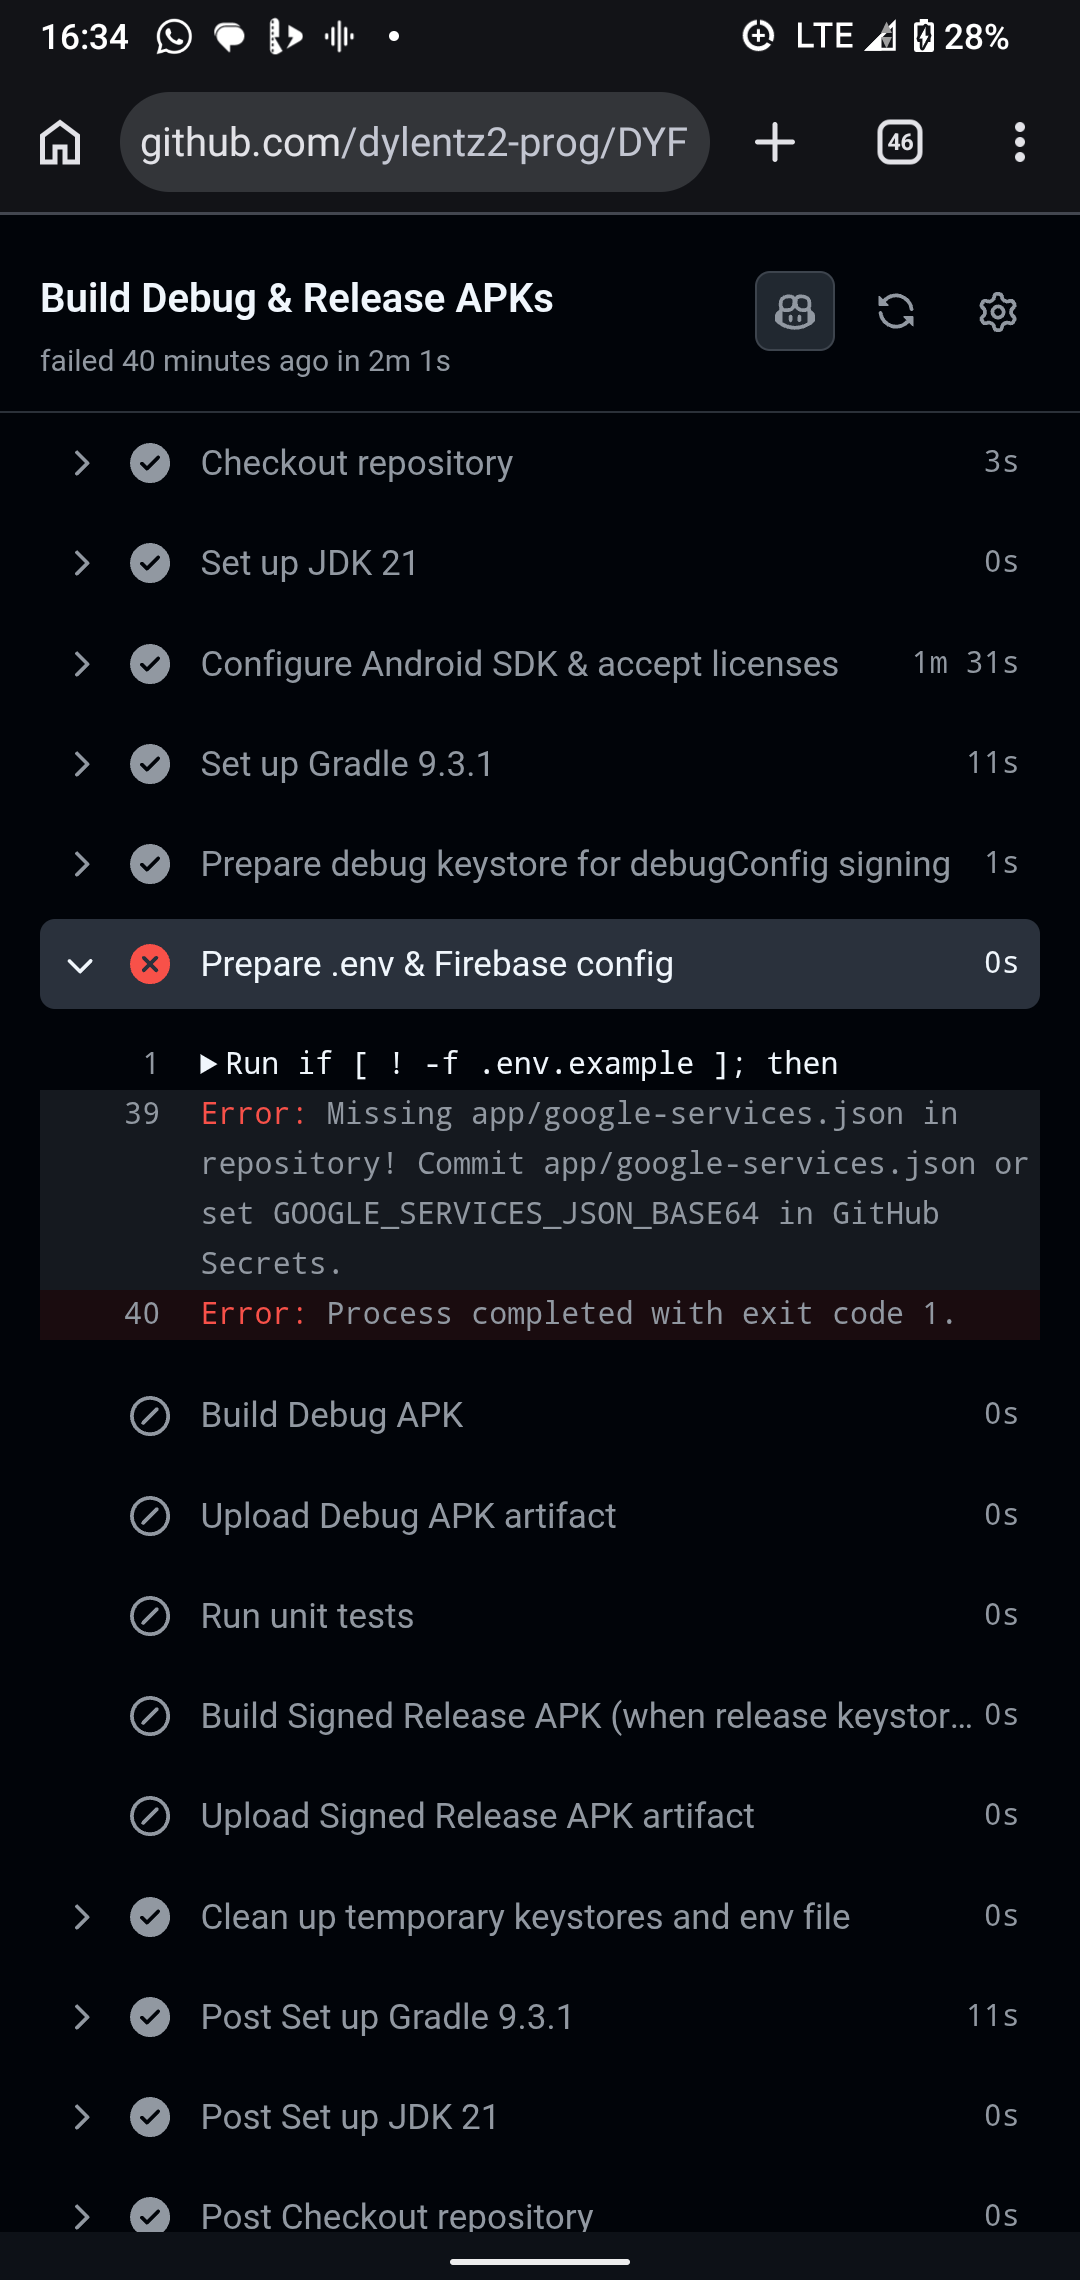 16:34
LTE
28%
github.com/dylentz2-prog/DYF
46
Build Debug & Release APKs
failed 40 minutes ago in 2m 1s
Checkout repository 3s
Set up JDK 21 0s
Configure Android SDK & accept licenses 1m 31s
Set up Gradle 9.3.1 11s
Prepare debug keystore for debugConfig signing 1s
Prepare .env & Firebase config 0s
1 Run if [ ! -f .env.example ]; then
39 Error: Missing app/google-services.json in
repository! Commit app/google-services.json or
set GOOGLE_SERVICES_JSON_BASE64 in GitHub
Secrets.
40 Error: Process completed with exit code 1.
Build Debug APK 0s
Upload Debug APK artifact 0s
Run unit tests 0s
Build Signed Release APK (when release keystor... 0s
Upload Signed Release APK artifact 0s
Clean up temporary keystores and env file 0s
Post Set up Gradle 9.3.1 11s
Post Set up JDK 21 0s
Post Checkout repository 0s